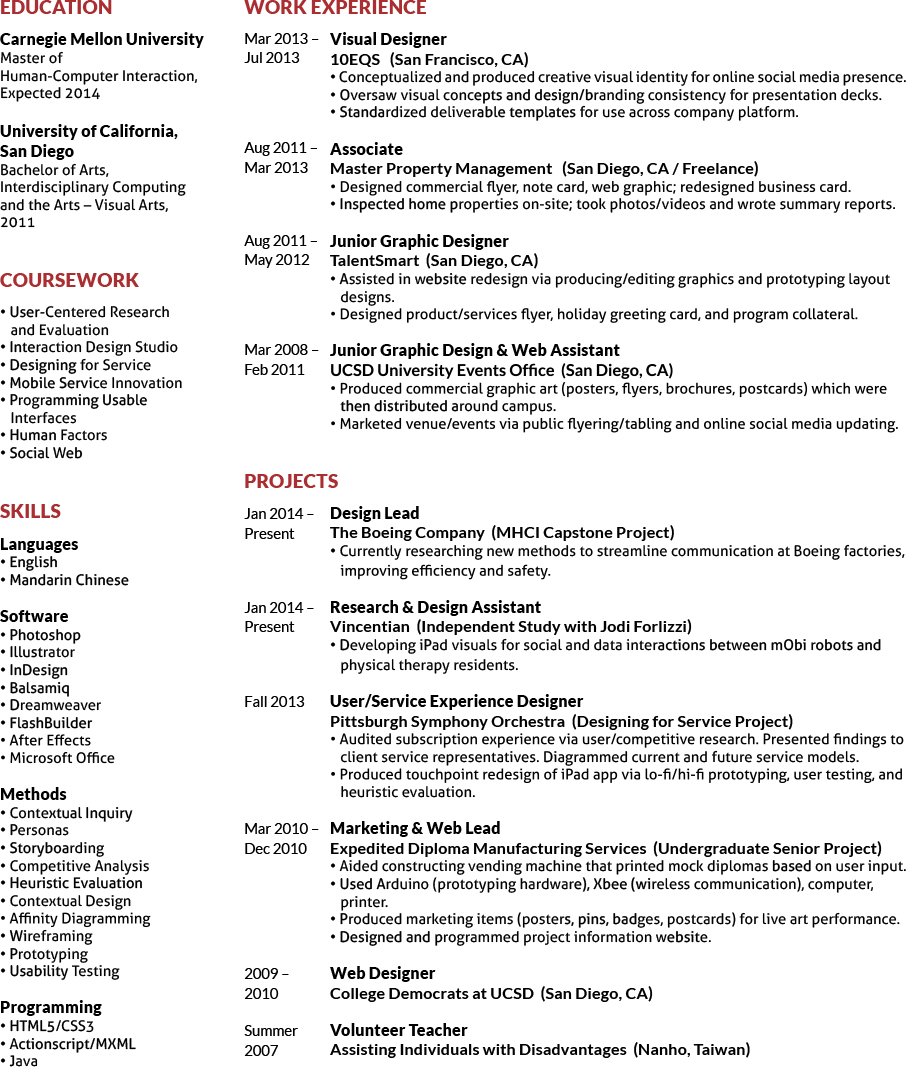 EDUCATION
Carnegie Mellon University
Master of
Human-Computer Interaction,
Expected 2014
University of California,
San Diego
Bachelor of Arts,
Interdisciplinary Computing
and the Arts – Visual Arts,
2011
COURSEWORK
• User-Centered Research
and Evaluation
• Interaction Design Studio
• Designing for Service
• Mobile Service Innovation
• Programming Usable
Interfaces
• Human Factors
• Social Web
SKILLS
Languages
• English
• Mandarin Chinese
Software
• Photoshop
• Illustrator
• InDesign
• Balsamiq
• Dreamweaver
• FlashBuilder
• After Effects
• Microsoft Office
Methods
• Contextual Inquiry
• Personas
• Storyboarding
• Competitive Analysis
• Heuristic Evaluation
• Contextual Design
• Affinity Diagramming
• Wireframing
• Prototyping
• Usability Testing
Programming
• HTML5/CSS3
• Actionscript/MXML
• Java
WORK EXPERIENCE
Mar 2013 – Visual Designer
Jul 2013 10EQS (San Francisco, CA)
• Conceptualized and produced creative visual identity for online social media presence.
• Oversaw visual concepts and design/branding consistency for presentation decks.
• Standardized deliverable templates for use across company platform.
Aug 2011 – Associate
Mar 2013 Master Property Management (San Diego, CA / Freelance)
• Designed commercial flyer, note card, web graphic; redesigned business card.
• Inspected home properties on-site; took photos/videos and wrote summary reports.
Aug 2011 – Junior Graphic Designer
May 2012 TalentSmart (San Diego, CA)
• Assisted in website redesign via producing/editing graphics and prototyping layout
designs.
• Designed product/services flyer, holiday greeting card, and program collateral.
Mar 2008 – Junior Graphic Design & Web Assistant
Feb 2011 UCSD University Events Office (San Diego, CA)
• Produced commercial graphic art (posters, flyers, brochures, postcards) which were
then distributed around campus.
• Marketed venue/events via public flyering/tabling and online social media updating.
PROJECTS
Jan 2014 – Design Lead
Present The Boeing Company (MHCI Capstone Project)
• Currently researching new methods to streamline communication at Boeing factories,
improving efficiency and safety.
Jan 2014 – Research & Design Assistant
Present Vincentian (Independent Study with Jodi Forlizzi)
• Developing iPad visuals for social and data interactions between mObi robots and
physical therapy residents.
Fall 2013 User/Service Experience Designer
Pittsburgh Symphony Orchestra (Designing for Service Project)
• Audited subscription experience via user/competitive research. Presented findings to
client service representatives. Diagrammed current and future service models.
• Produced touchpoint redesign of iPad app via lo-fi/hi-fi prototyping, user testing, and
heuristic evaluation.
Mar 2010 – Marketing & Web Lead
Dec 2010 Expedited Diploma Manufacturing Services (Undergraduate Senior Project)
• Aided constructing vending machine that printed mock diplomas based on user input.
• Used Arduino (prototyping hardware), Xbee (wireless communication), computer,
printer.
• Produced marketing items (posters, pins, badges, postcards) for live art performance.
• Designed and programmed project information website.
2009 – Web Designer
2010 College Democrats at UCSD (San Diego, CA)
Summer Volunteer Teacher
2007 Assisting Individuals with Disadvantages (Nanho, Taiwan)